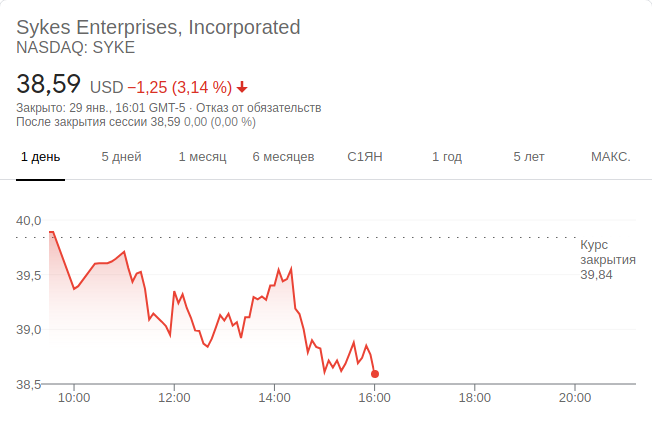 Sykes Enterprises, Incorporated
NASDAQ: SYKE
38,59 USD −1,25 (3,14 %)
Закрыто: 29 янв., 16:01 GMT-5 · Отказ от обязательств
После закрытия сессии 38,59 0,00 (0,00 %)
1 день 5 дней 1 месяц 6 месяцев С1ЯН 1 год 5 лет МАКС.
40,0
39,5
39,0
38,5
Курс
закрытия
39,84
10:00 12:00 14:00 16:00 18:00 20:00